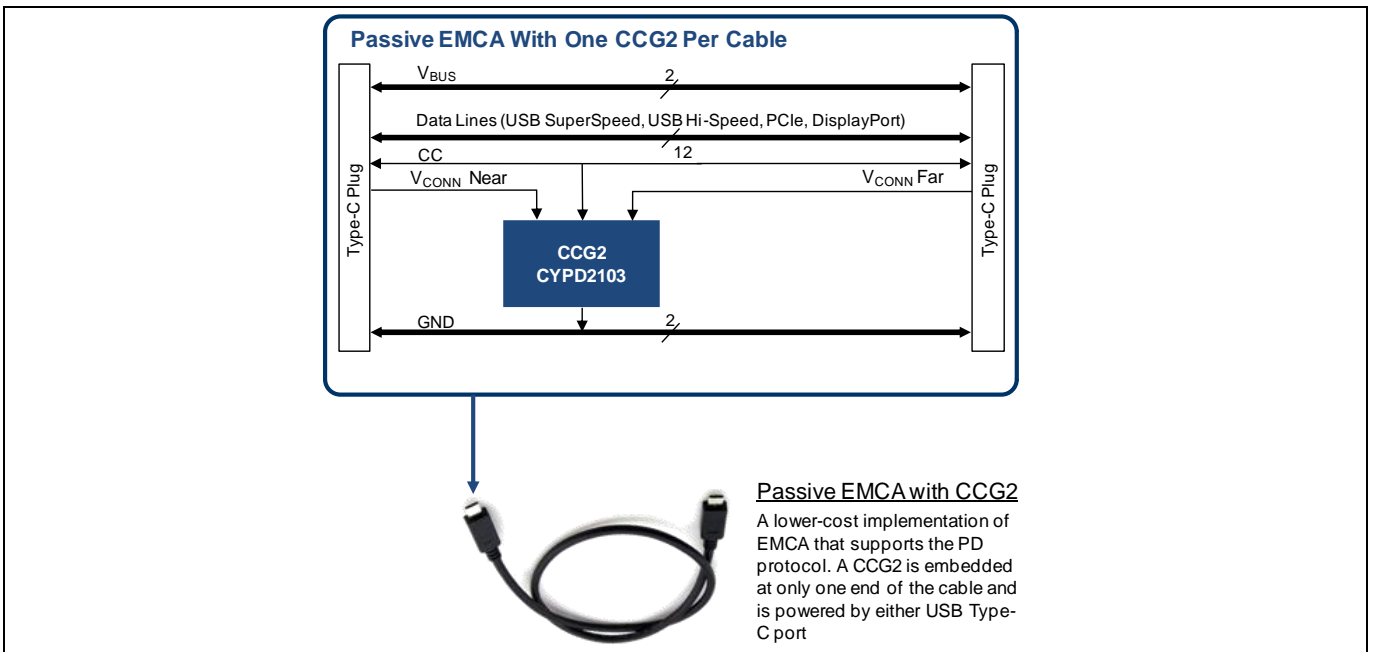 Passive EMCA With One CCG2 Per Cable
VBUS
2
Data Lines (USB SuperSpeed, USB Hi-Speed, PCIe, DisplayPort)
CC
12
VCONN Near
VCONN Far
Type-C Plug
Type-C Plug
CCG2
CYPD2103
GND
2
Passive EMCA with CCG2
A lower-cost implementation of
EMCA that supports the PD
protocol. A CCG2 is embedded
at only one end of the cable and
is powered by either USB Type-
C port